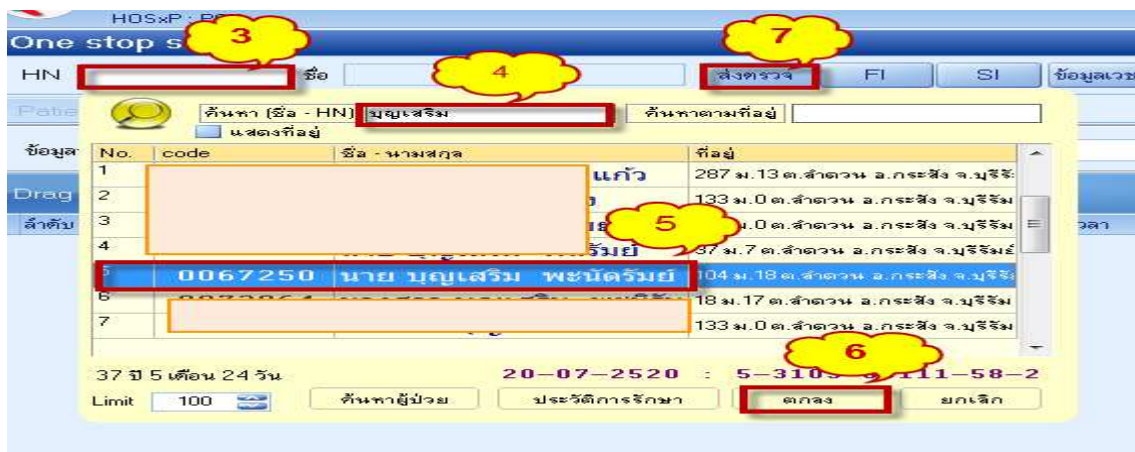 HOSxP : P
One stop s 3 7
HN ชื่อ 4 ส่งตรวจ FI SI ข้อมูลเวช
Patie ค้นหา (ชื่อ - HN) บุญเสริม ค้นหาตามที่อยู่
แสดงที่อยู่
ข้อมูล No. code ชื่อ - นามสกุล ที่อยู่
1 แก้ว 287 ม.13 ต.ลำดวน อ.กระสัง จ.บุรีรั
Drag 2 133 ม.0 ต.ลำดวน อ.กระสัง จ.บุรีรัม
ลำดับ 3 5 ม.0 ต.ลำดวน อ.กระสัง จ.บุรีรัม เวลา
4 37 ม.7 ต.ลำดวน อ.กระสัง จ.บุรีรัมย์
5 0067250 นาย บุญเสริม พะนัดรัมย์ 104 ม.18 ต.ลำดวน อ.กระสัง จ.บุรีรั
6 18 ม.17 ต.ลำดวน อ.กระสัง จ.บุรีรัม
7 133 ม.0 ต.ลำดวน อ.กระสัง จ.บุรีรัม
6
37 ปี 5 เดือน 24 วัน 20-07-2520 : 5-3105- 111-58-2
Limit 100 ค้นหาผู้ป่วย ประวัติการรักษา ตกลง ยกเลิก